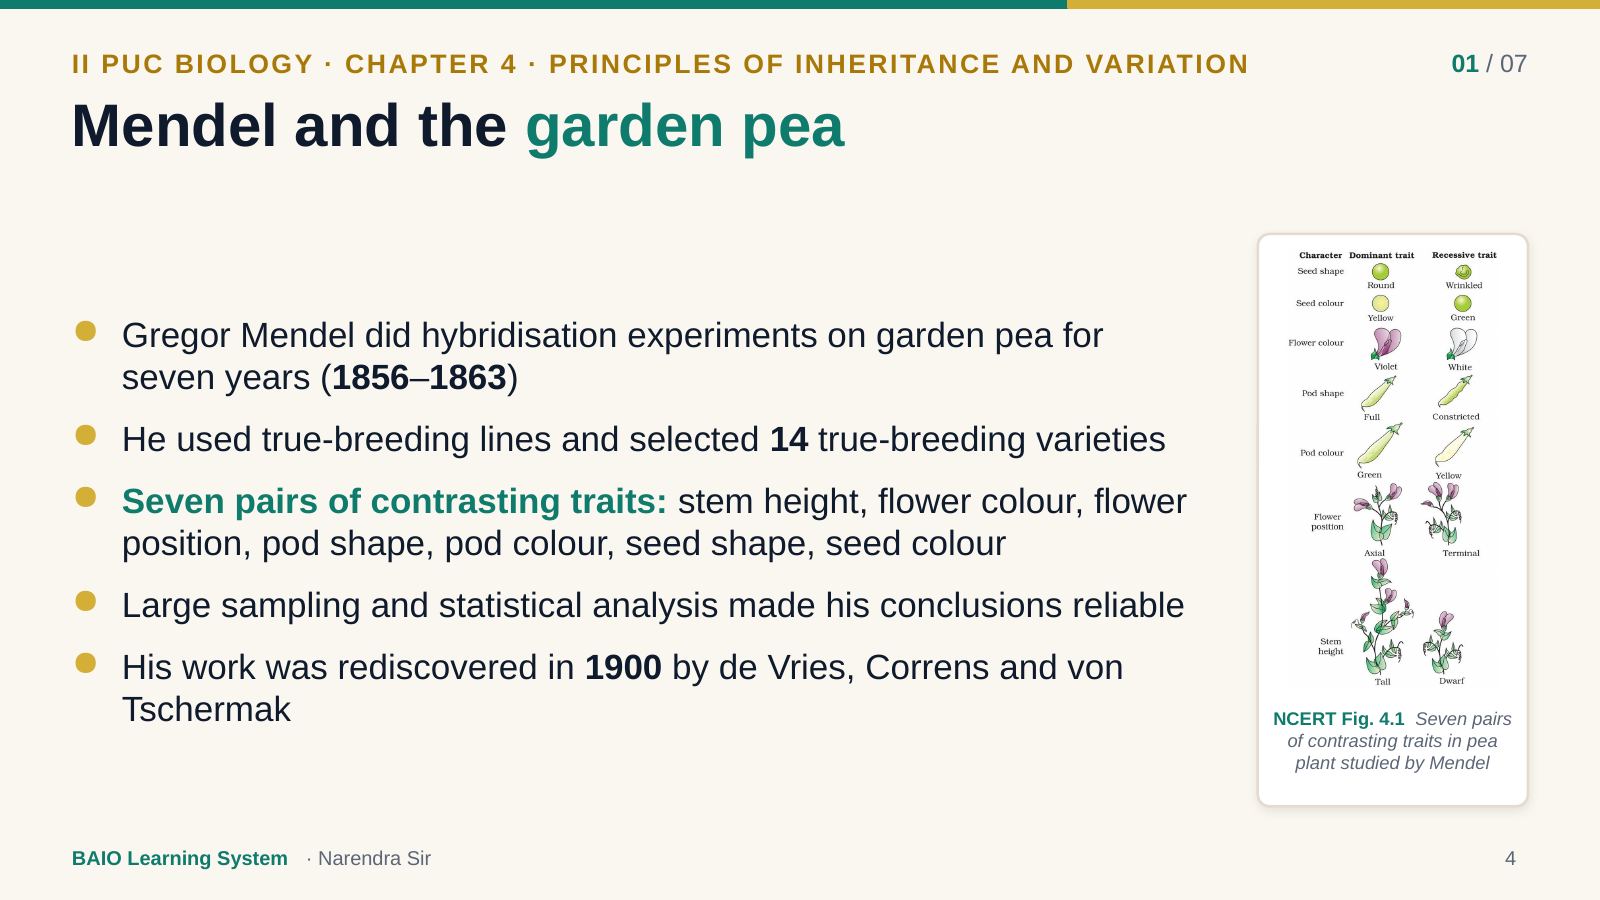 II PUC BIOLOGY · CHAPTER 4 · PRINCIPLES OF INHERITANCE AND VARIATION
01 / 07
Mendel and the garden pea
Gregor Mendel did hybridisation experiments on garden pea for
seven years (1856–1863)
He used true-breeding lines and selected 14 true-breeding varieties
Seven pairs of contrasting traits: stem height, flower colour, flower
position, pod shape, pod colour, seed shape, seed colour
Large sampling and statistical analysis made his conclusions reliable
His work was rediscovered in 1900 by de Vries, Correns and von
Tschermak
Character Dominant trait Recessive trait
Seed shape
Round Wrinkled
Seed colour
Yellow Green
Flower colour
Violet White
Pod shape
Full Constricted
Pod colour
Green Yellow
Flower
position
Axial Terminal
Stem
height
Tall Dwarf
NCERT Fig. 4.1 Seven pairs
of contrasting traits in pea
plant studied by Mendel
BAIO Learning System · Narendra Sir
4